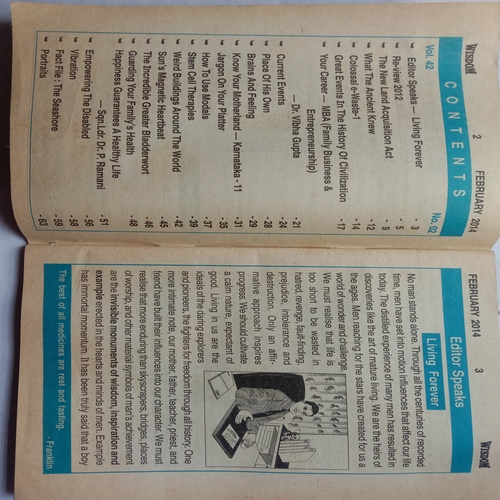 WISDOM
2
FEBRUARY 2014
CONTENTS
Vol. 42
No. 02
Editor Speaks — Living Forever - 3
Re-view 2012 - 5
The New Land Acquisition Act - 9
What The Ancient Knew - 12
Colossal e-Waste-I - 14
Great Events In The History Of Civilization - 17
Your Career — MBA (Family Business &
Entrepreneurship)
— Dr. Vibha Gupta - 21
Current Events - 24
Place Of His Own - 28
Brains And Feeling - 29
Know Your Motherland — Karnataka - 11 - 31
Jargon On Your Platter - 35
How To Use Modals - 37
Stem Cell Therapies - 39
Weird Buildings Around The World - 42
Sun's Magnetic Heartbeat - 45
The Incredible Greater Bladderwort - 46
Guarding Your Family's Health - 48
Happiness Guarantees A Healthy Life
— Sqn. Ldr. Dr. P. Ramani - 51
Empowering The Disabled - 56
Vibration - 58
Fact File : The Seashore - 59
Portraits - 63
FEBRUARY 2014
3
WISDOM
Editor Speaks
Living Forever
No man stands alone. Through all the centuries of recorded
time, men have set into motion influences that affect our life
today. The distilled experience of many men has resulted in
discoveries like the art of mature living. We are the heirs of
the ages. Men reaching for the stars have created for us a
world of wonder and challenge.
We must realise that life is
too short to be wasted in
hatred, revenge, fault-finding,
prejudice, intolerance and
destruction. Only an affir-
mative approach inspires
progress. We should cultivate
a calm nature, expectant of
good. Living in us are the
ideals of the daring explorers
and pioneers, the fighters for freedom through all history. One
more intimate note, our mother, father, teacher, priest, and
friend have built their influences into our character. We must
realise that more enduring than skyscrapers, bridges, places
of worship, and other material symbols of man's achievement
are the invisible monuments of wisdom, inspiration and
example erected in the hearts and minds of men. Example
has immortal momentum. It has been truly said that a boy
The best of all medicines are rest and fasting.
- Franklin